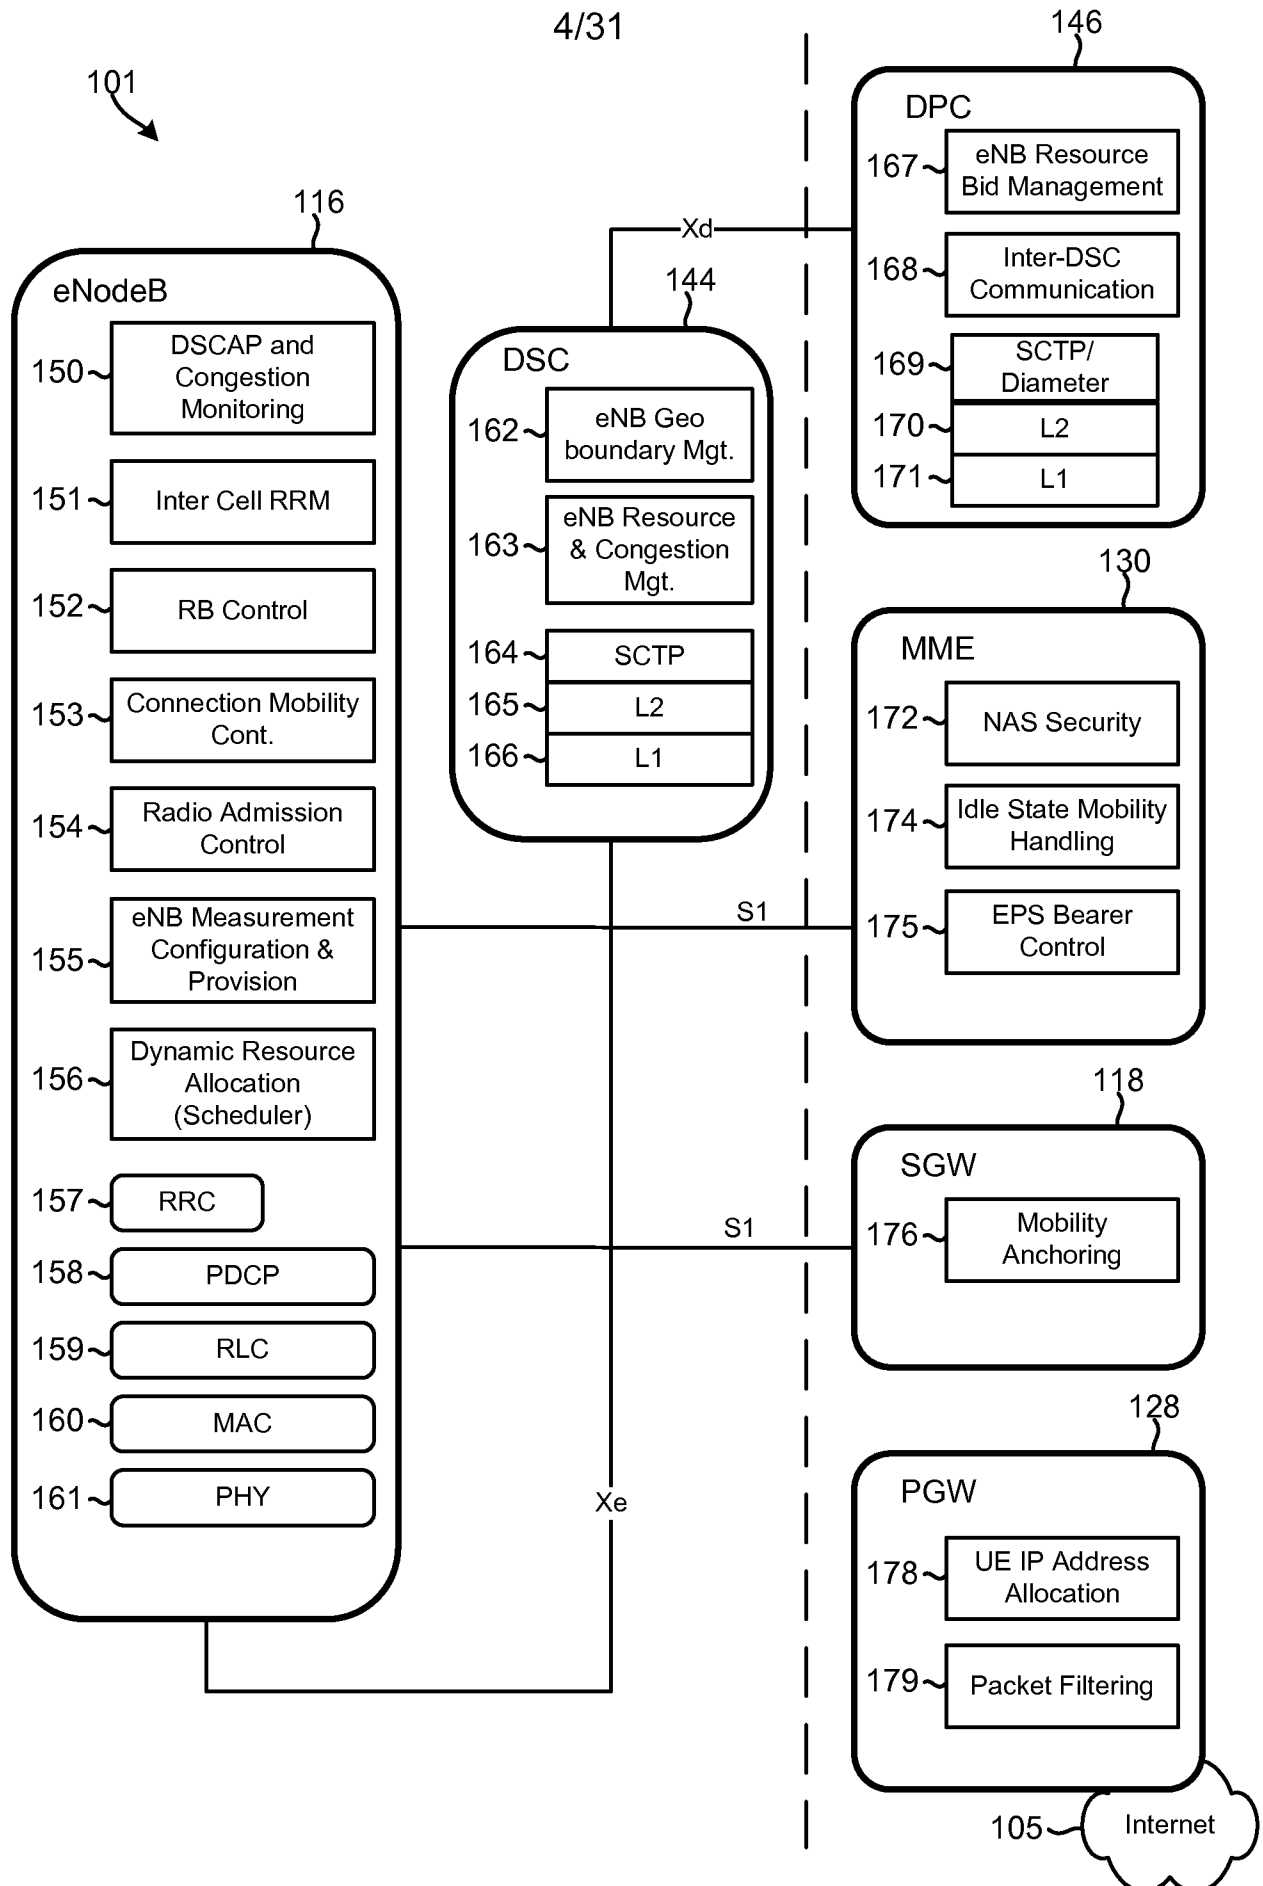 4/31
101
116
eNodeB
150
DSCAP and
Congestion
Monitoring
151
Inter Cell RRM
152
RB Control
153
Connection Mobility
Cont.
154
Radio Admission
Control
155
eNB Measurement
Configuration &
Provision
156
Dynamic Resource
Allocation
(Scheduler)
157
RRC
158
PDCP
159
RLC
160
MAC
161
PHY
Xd
144
DSC
162
eNB Geo
boundary Mgt.
163
eNB Resource
& Congestion
Mgt.
164
SCTP
165
L2
166
L1
S1
S1
Xe
146
DPC
167
eNB Resource
Bid Management
168
Inter-DSC
Communication
169
SCTP/
Diameter
170
L2
171
L1
130
MME
172
NAS Security
174
Idle State Mobility
Handling
175
EPS Bearer
Control
118
SGW
176
Mobility
Anchoring
128
PGW
178
UE IP Address
Allocation
179
Packet Filtering
105
Internet